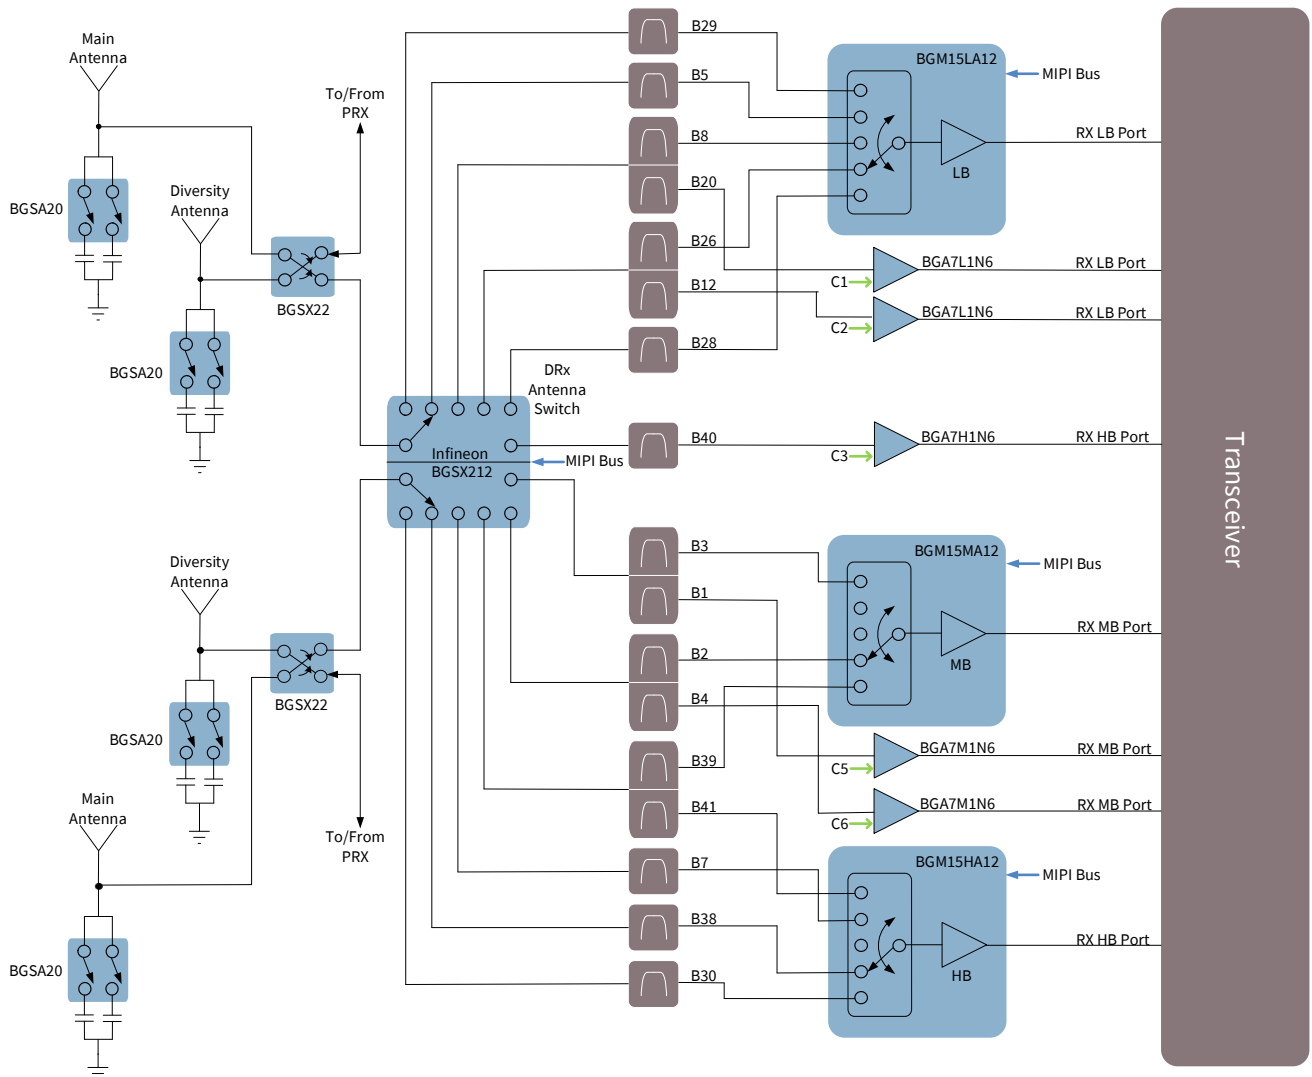 Main
Antenna
BGSA20
Diversity
Antenna
BGSA20
To/From
PRX
BGSX22
DRx
Antenna
Switch
Infineon
BGSX212
MIPI Bus
Diversity
Antenna
BGSA20
BGSX22
Main
Antenna
BGSA20
To/From
PRX
B29
B5
B8
B20
B26
B12
B28
B40
B3
B1
B2
B4
B39
B41
B7
B38
B30
BGM15LA12
LB
MIPI Bus
RX LB Port
C1
BGA7L1N6
RX LB Port
C2
BGA7L1N6
RX LB Port
C3
BGA7H1N6
RX HB Port
BGM15MA12
MB
MIPI Bus
RX MB Port
C5
BGA7M1N6
RX MB Port
C6
BGA7M1N6
RX MB Port
BGM15HA12
HB
MIPI Bus
RX HB Port
Transceiver